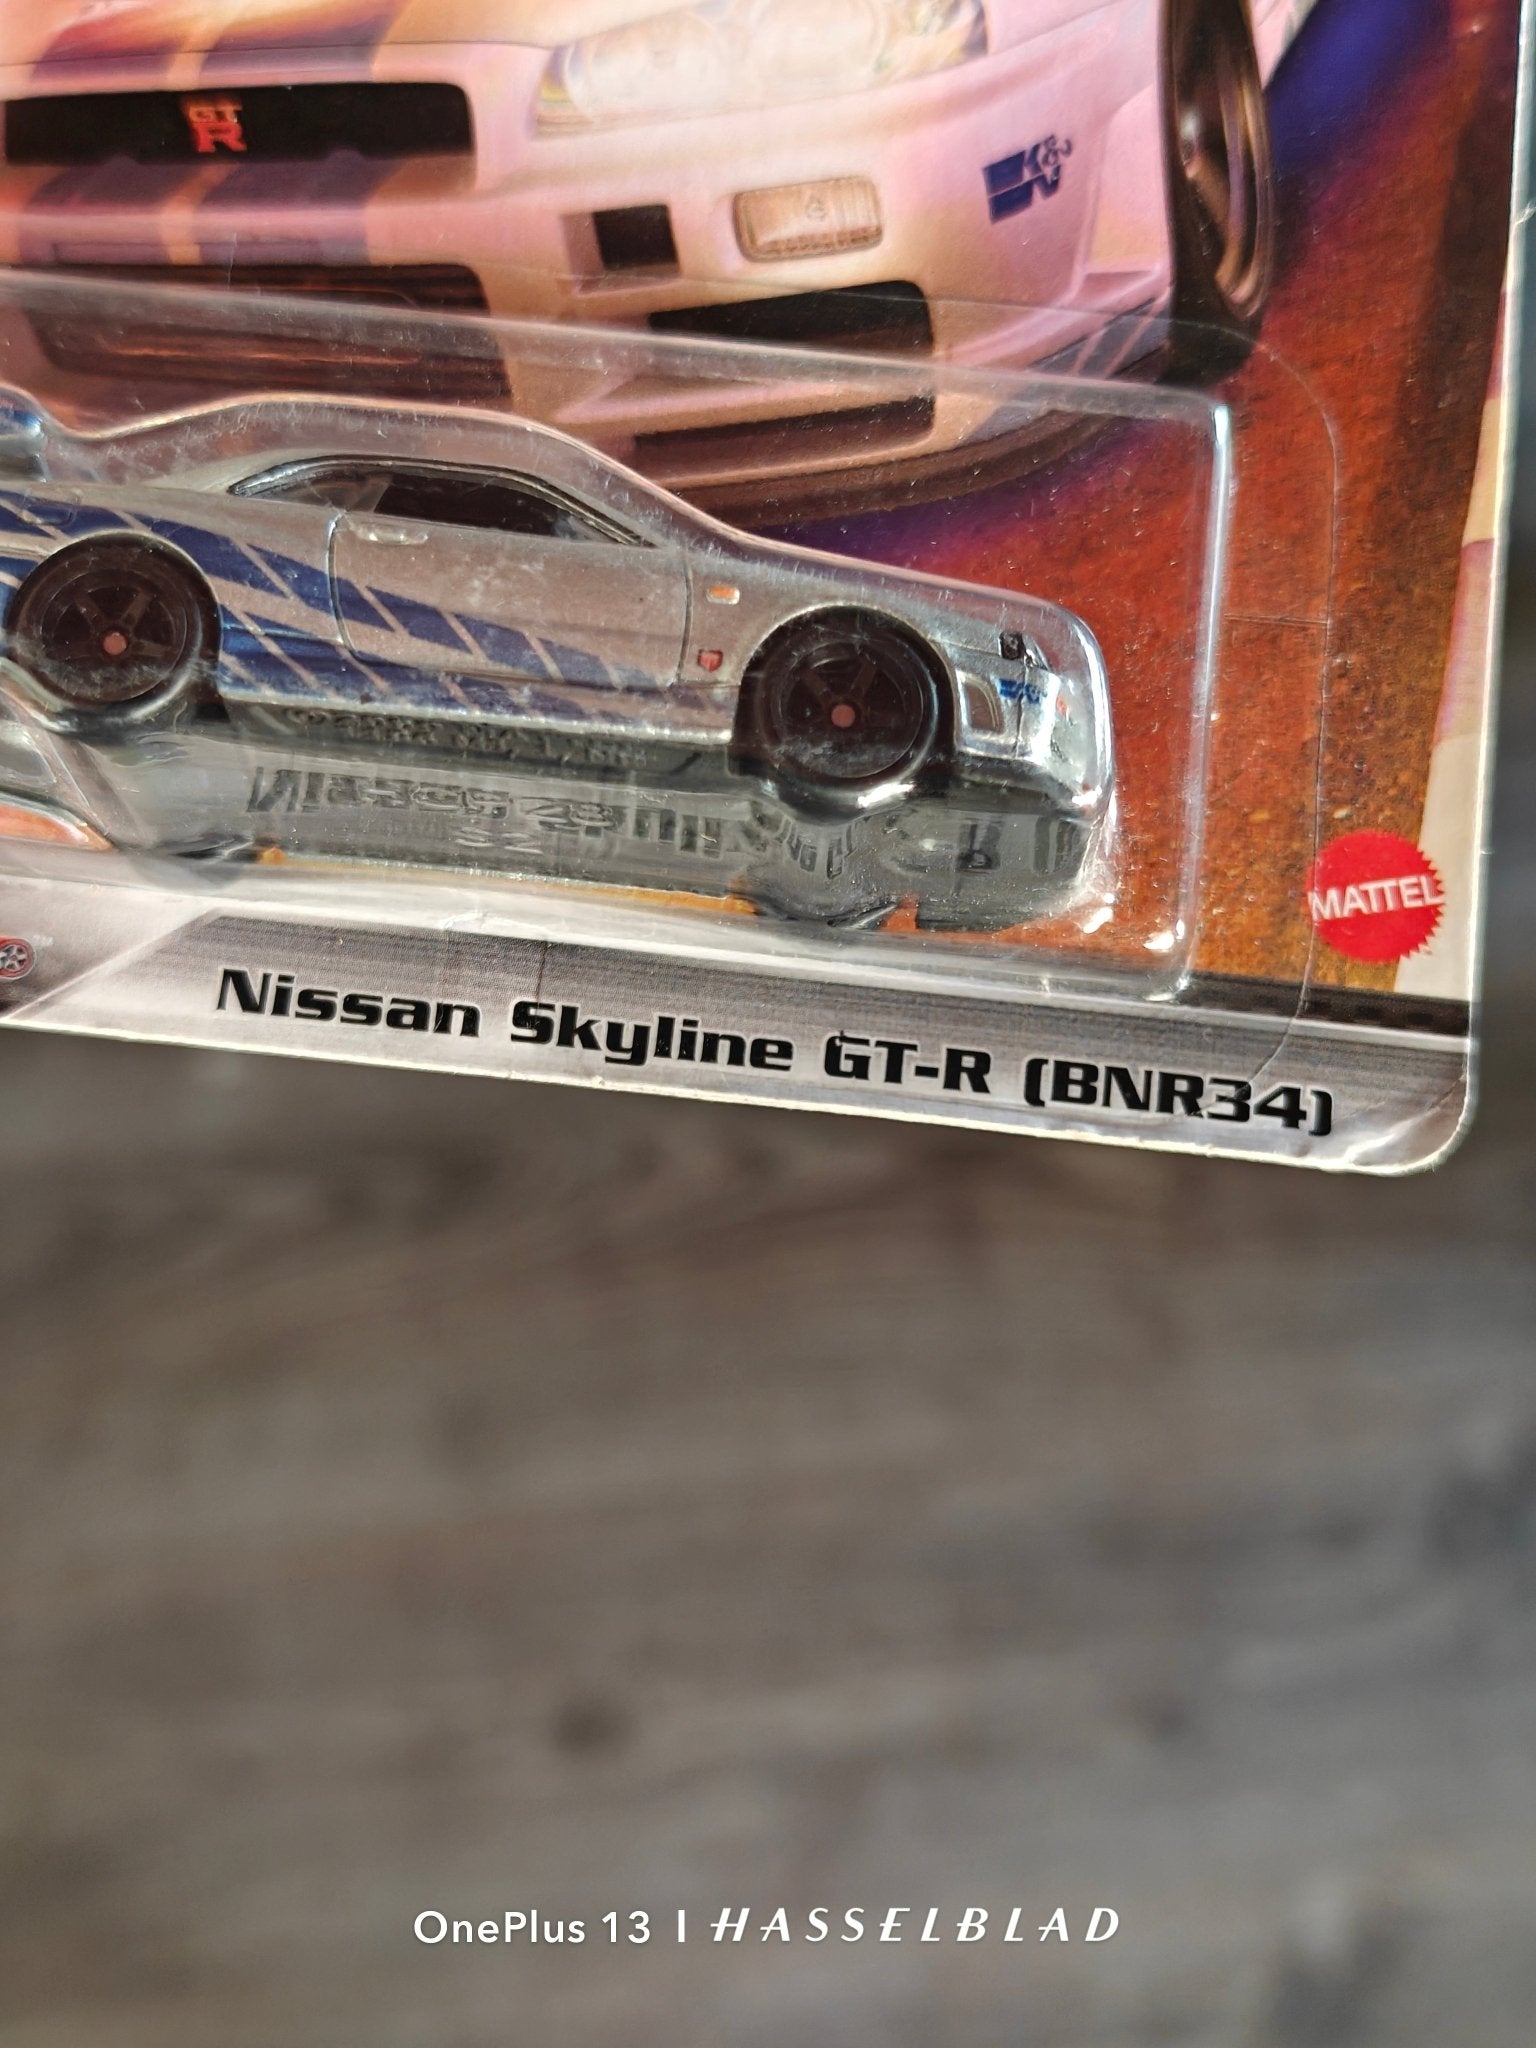 GT
R
K&N
K&N
MATTEL
Nissan Skyline GT-R (BNR34)
OnePlus 13 | HASSELBLAD